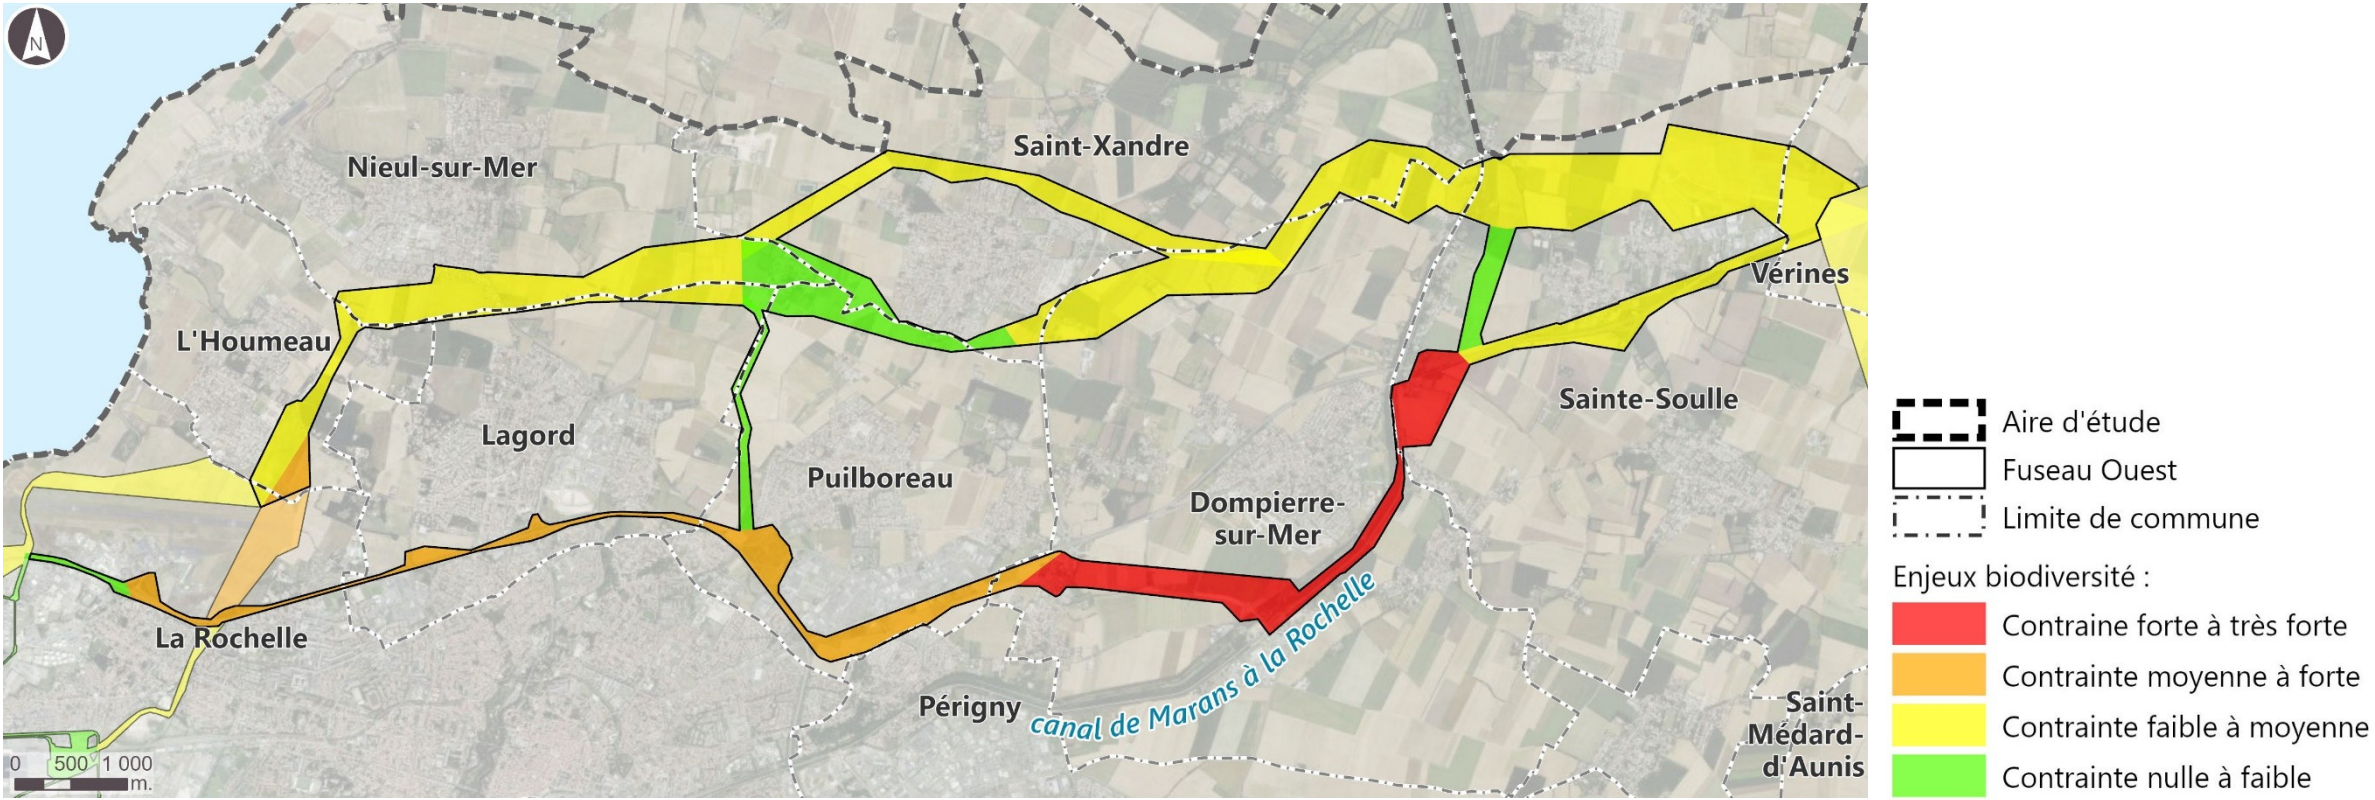 N
Saint-Xandre
Nieul-sur-Mer
Vérines
L'Houmeau
Sainte-Soulle
Lagord
Puilboreau
Dompierre-
sur-Mer
La Rochelle
Périgny
canal de Marans à la Rochelle
Saint-
Médard-
d'Aunis
0 500 1 000
m.
Aire d'étude
Fuseau Ouest
Limite de commune
Enjeux biodiversité :
Contraine forte à très forte
Contrainte moyenne à forte
Contrainte faible à moyenne
Contrainte nulle à faible